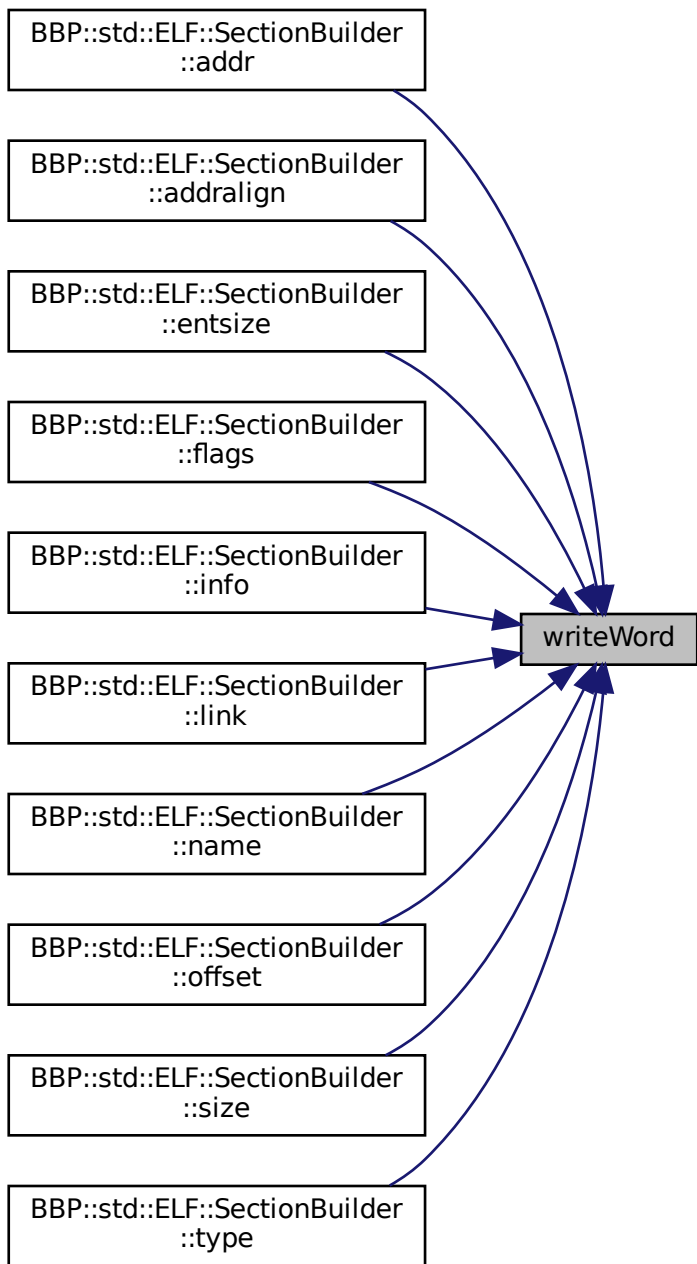 BBP::std::ELF::SectionBuilder
::addr
BBP::std::ELF::SectionBuilder
::addralign
BBP::std::ELF::SectionBuilder
::entsize
BBP::std::ELF::SectionBuilder
::flags
BBP::std::ELF::SectionBuilder
::info
writeWord
BBP::std::ELF::SectionBuilder
::link
BBP::std::ELF::SectionBuilder
::name
BBP::std::ELF::SectionBuilder
::offset
BBP::std::ELF::SectionBuilder
::size
BBP::std::ELF::SectionBuilder
::type